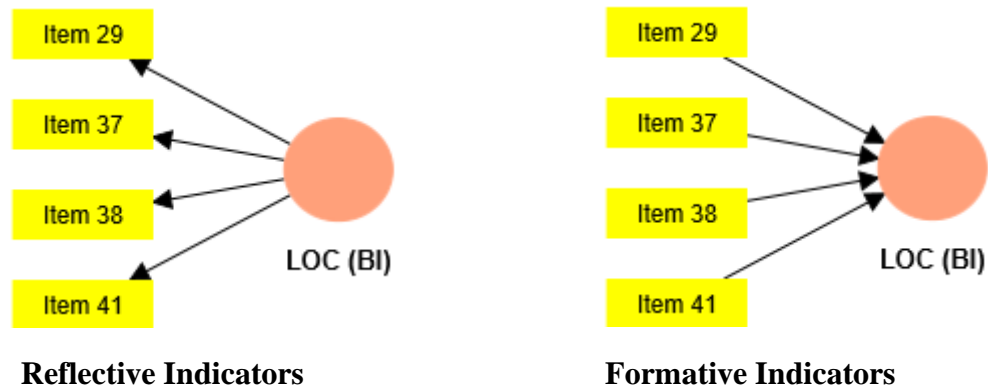 Item 29
Item 37
Item 38
LOC (BI)
Item 41
Reflective Indicators
Item 29
Item 37
Item 38
LOC (BI)
Item 41
Formative Indicators